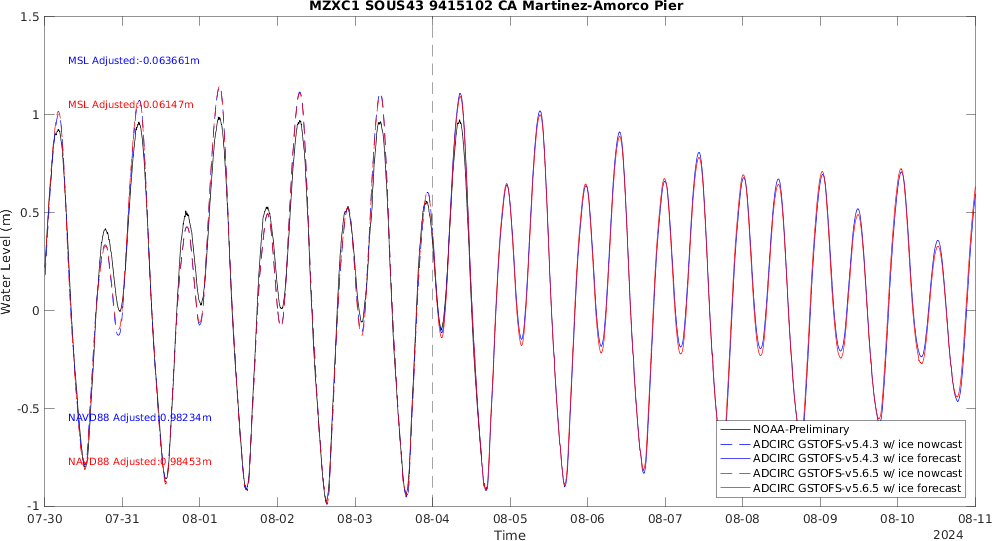 MZXC1 SOUS43 9415102 CA Martinez-Amorco Pier
1.5
1
0.5
0
-0.5
-1
Water Level (m)
MSL Adjusted:-0.063661m
MSL Adjusted:-0.06147m
NAVD88 Adjusted:0.98234m
NAVD88 Adjusted:0.98453m
NOAA-Preliminary
ADCIRC GSTOFS-v5.4.3 w/ ice nowcast
ADCIRC GSTOFS-v5.4.3 w/ ice forecast
ADCIRC GSTOFS-v5.6.5 w/ ice nowcast
ADCIRC GSTOFS-v5.6.5 w/ ice forecast
07-30 07-31 08-01 08-02 08-03 08-04 08-05 08-06 08-07 08-08 08-09 08-10 08-11
Time
2024